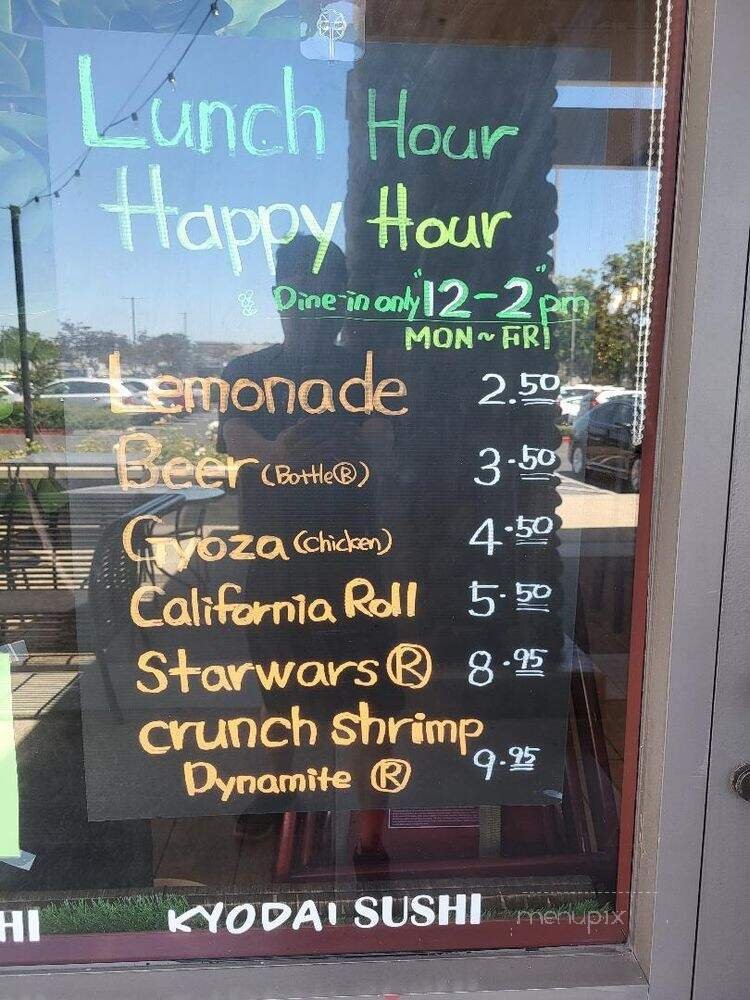 Lunch Hour
Happy Hour
Dine-in only "12-2" pm
MON ~ FRI
Lemonade 2.50
Beer (Bottle Ⓡ) 3.50
Gyoza (chicken) 4.50
California Roll 5.50
Starwars Ⓡ 8.95
crunch shrimp
Dynamite Ⓡ 9.95
HI KYODAI SUSHI menupix